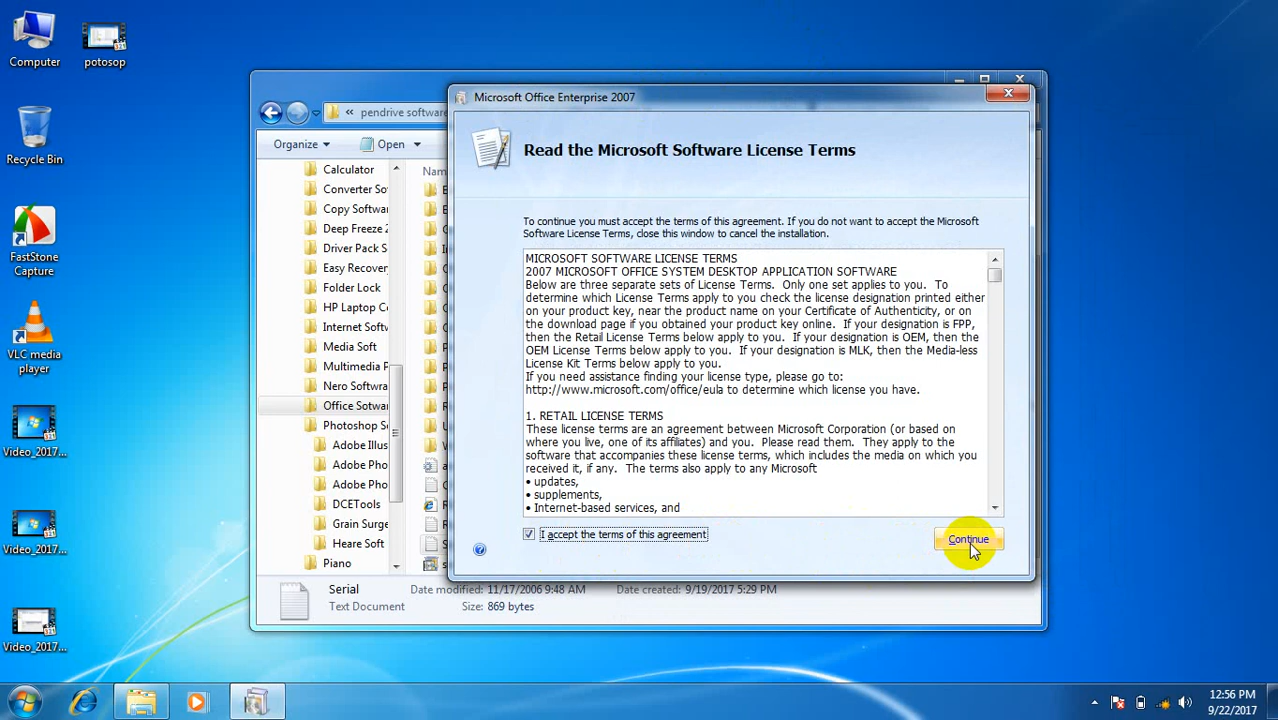 Computer
potosop
Recycle Bin
FastStone
Capture
VLC media
player
Video_2017...
Video_2017...
Video_2017...
« pendrive software
Organize
Open
Calculator
Converter So
Copy Softwa
Deep Freeze 2
Driver Pack S
Easy Recover
Folder Lock
HP Laptop C
Internet Softw
Media Soft
Multimedia P
Nero Softwra
Office Sotwar
Photoshop S
Adobe Illus
Adobe Pho
Adobe Pho
DCETools
Grain Surge
Heare Soft
Piano
Nam
Serial
Text Document
Date modified: 11/17/2006 9:48 AM
Size: 869 bytes
Date created: 9/19/2017 5:29 PM
Microsoft Office Enterprise 2007
Read the Microsoft Software License Terms
To continue you must accept the terms of this agreement. If you do not want to accept the Microsoft
Software License Terms, close this window to cancel the installation.
MICROSOFT SOFTWARE LICENSE TERMS
2007 MICROSOFT OFFICE SYSTEM DESKTOP APPLICATION SOFTWARE
Below are three separate sets of License Terms. Only one set applies to you. To
determine which License Terms apply to you check the license designation printed either
on your product key, near the product name on your Certificate of Authenticity, or on
the download page if you obtained your product key online. If your designation is FPP,
then the Retail License Terms below apply to you. If your designation is OEM, then the
OEM License Terms below apply to you. If your designation is MLK, then the Media-less
License Kit Terms below apply to you.
If you need assistance finding your license type, please go to:
http://www.microsoft.com/office/eula to determine which license you have.
1. RETAIL LICENSE TERMS
These license terms are an agreement between Microsoft Corporation (or based on
where you live, one of its affiliates) and you. Please read them. They apply to the
software that accompanies these license terms, which includes the media on which you
received it, if any. The terms also apply to any Microsoft
• updates,
• supplements,
• Internet-based services, and
I accept the terms of this agreement
Continue
12:56 PM
9/22/2017